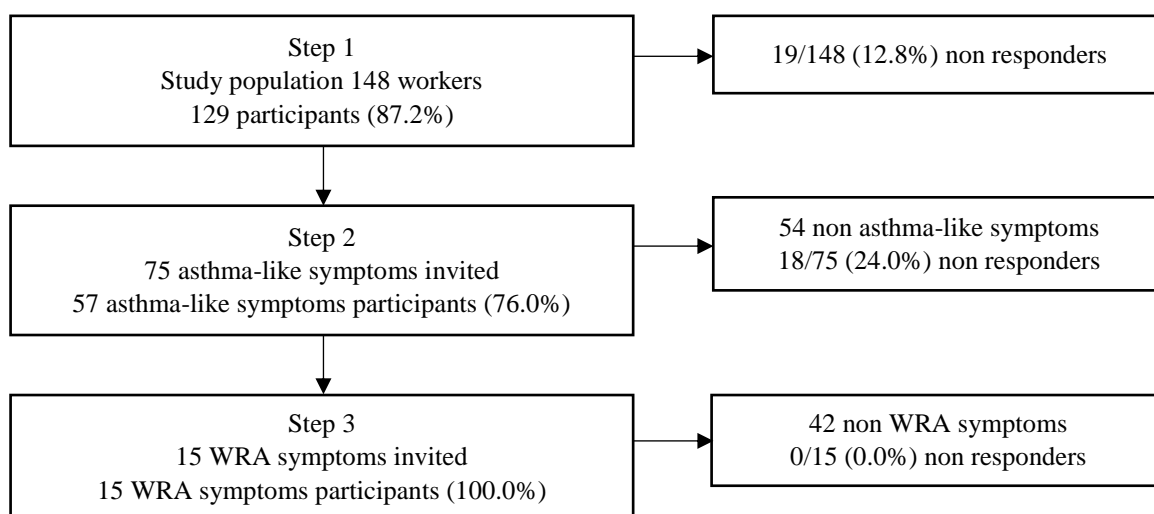 Step 1
Study population 148 workers
129 participants (87.2%)
19/148 (12.8%) non responders
Step 2
75 asthma-like symptoms invited
57 asthma-like symptoms participants (76.0%)
54 non asthma-like symptoms
18/75 (24.0%) non responders
Step 3
15 WRA symptoms invited
15 WRA symptoms participants (100.0%)
42 non WRA symptoms
0/15 (0.0%) non responders